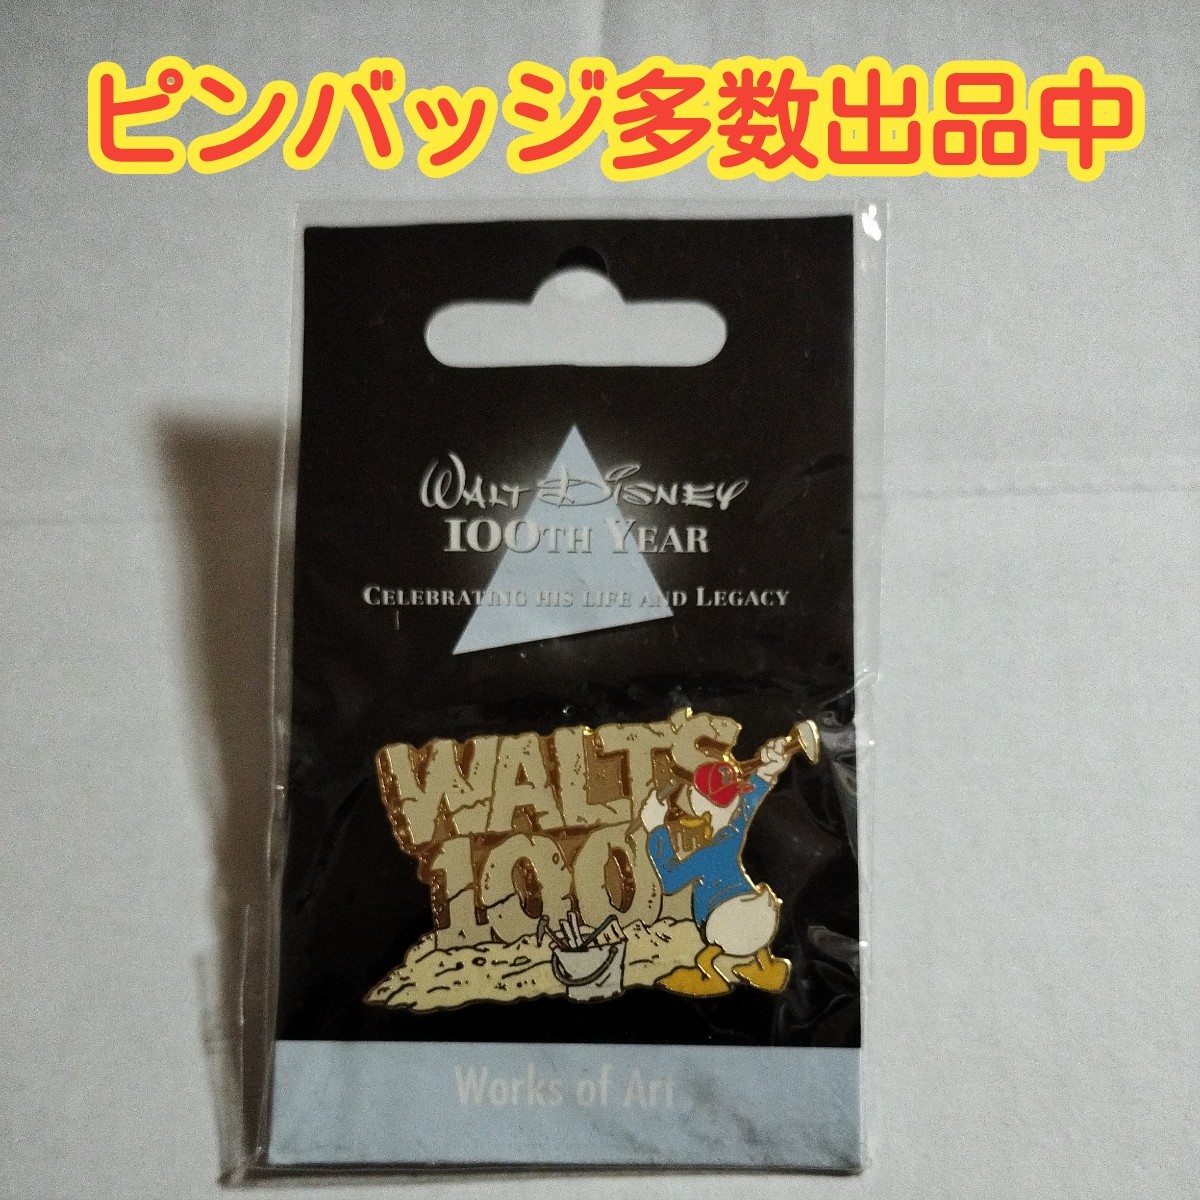 ピンバッジ多数出品中
WALT DISNEY
100TH YEAR
CELEBRATING HIS LIFE AND LEGACY
WALT'S
100
Works of Art